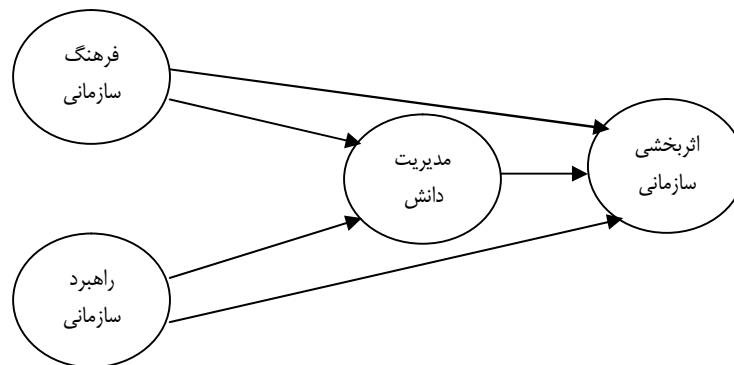 فرهنگ
سازمانی
مدیریت
دانش
اثربخشی
سازمانی
راهبرد
سازمانی